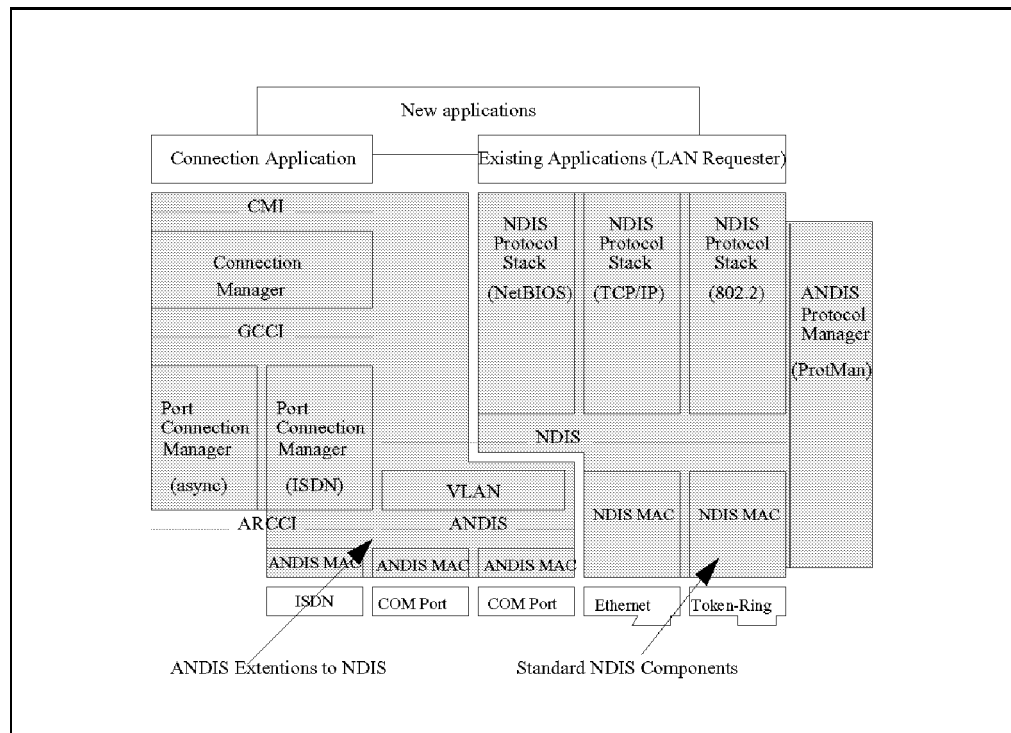 New applications
Connection Application
Existing Applications (LAN Requester)
CMI
Connection
Manager
GCCI
Port
Connection
Manager
(async)
Port
Connection
Manager
(ISDN)
NDIS
Protocol
Stack
(NetBIOS)
NDIS
Protocol
Stack
(TCP/IP)
NDIS
Protocol
Stack
(802.2)
ANDIS
Protocol
Manager
(ProtMan)
NDIS
VLAN
NDIS MAC
NDIS MAC
ARCCI
ANDIS
ANDIS MAC
ANDIS MAC
ANDIS MAC
ISDN
COM Port
COM Port
Ethernet
Token-Ring
ANDIS Extentions to NDIS
Standard NDIS Components